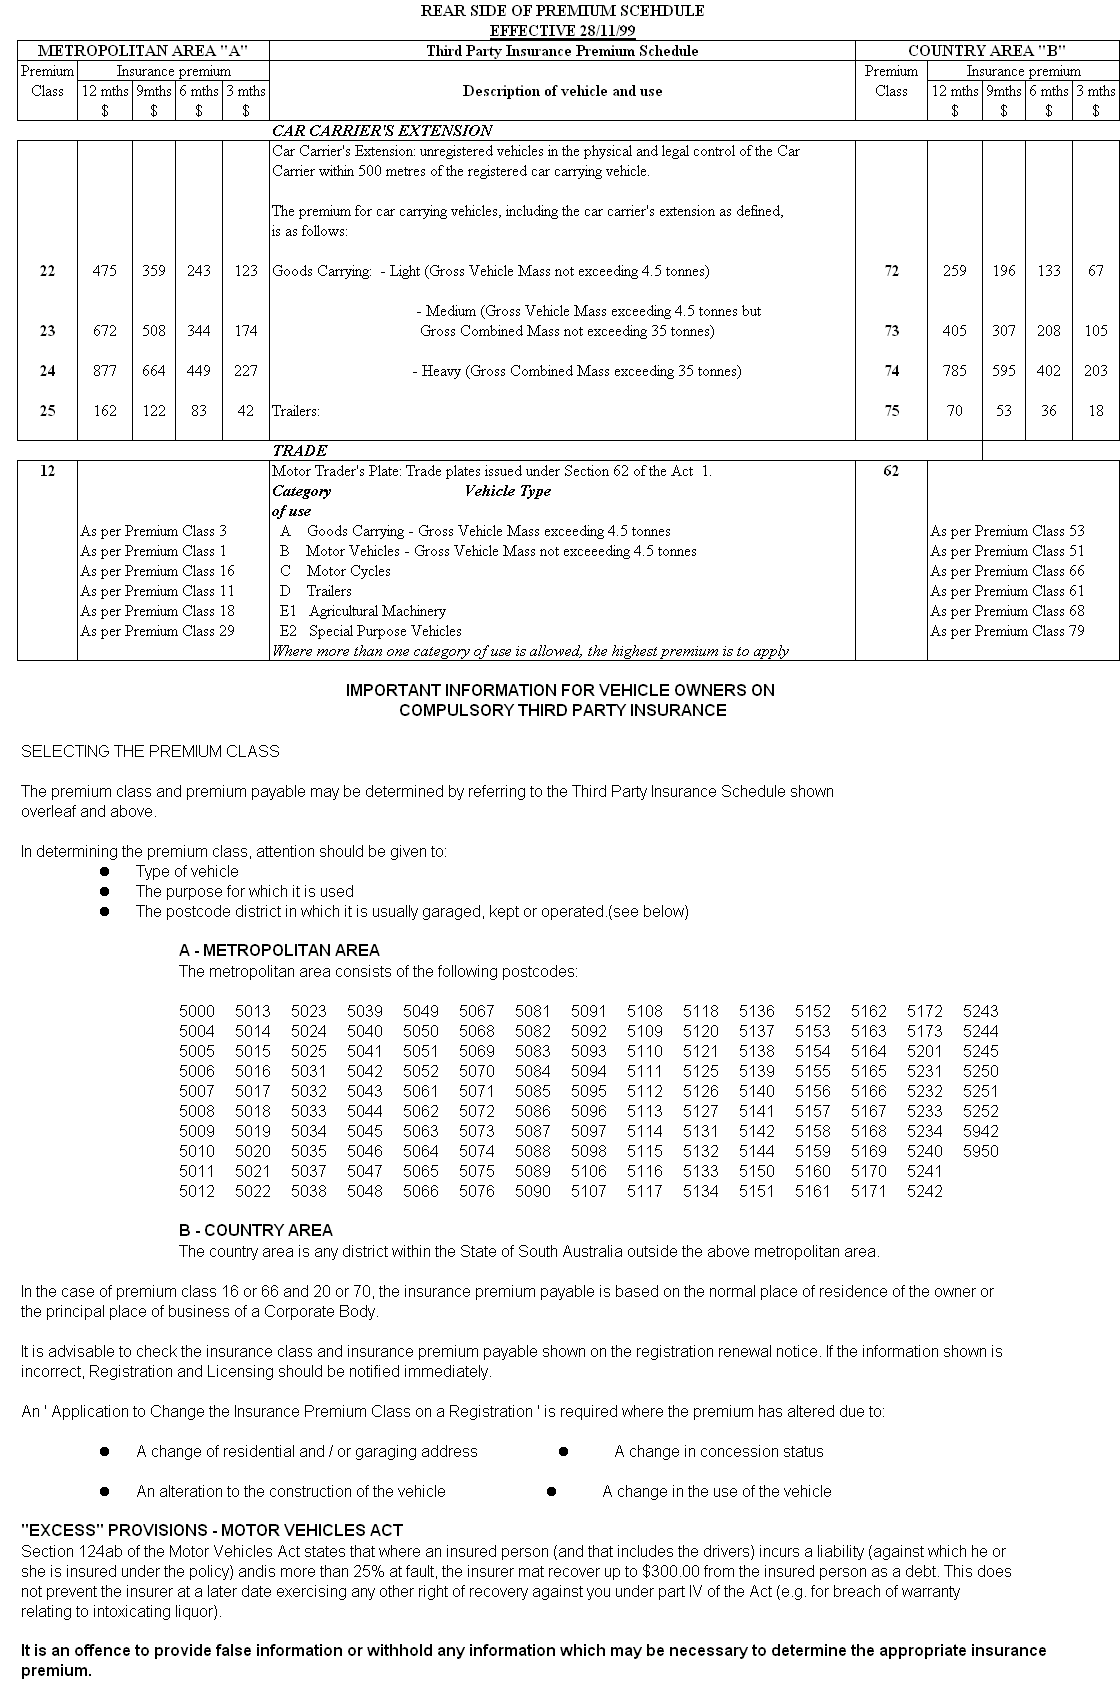 REAR SIDE OF PREMIUM SCEHDULE
EFFECTIVE 28/11/99
METROPOLITAN AREA "A" Third Party Insurance Premium Schedule COUNTRY AREA "B"
Premium Insurance premium Premium Insurance premium
Class 12 mths 9mths 6 mths 3 mths Description of vehicle and use Class 12 mths 9mths 6 mths 3 mths
$ $ $ $ $ $ $ $
CAR CARRIER'S EXTENSION
Car Carrier's Extension: unregistered vehicles in the physical and legal control of the Car
Carrier within 500 metres of the registered car carrying vehicle.
The premium for car carrying vehicles, including the car carrier's extension as defined,
is as follows:
22 475 359 243 123 Goods Carrying: - Light (Gross Vehicle Mass not exceeding 4.5 tonnes) 72 259 196 133 67
- Medium (Gross Vehicle Mass exceeding 4.5 tonnes but
23 672 508 344 174 Gross Combined Mass not exceeding 35 tonnes) 73 405 307 208 105
24 877 664 449 227 - Heavy (Gross Combined Mass exceeding 35 tonnes) 74 785 595 402 203
25 162 122 83 42 Trailers: 75 70 53 36 18
TRADE
12 Motor Trader's Plate: Trade plates issued under Section 62 of the Act 1. 62
Category Vehicle Type
of use
As per Premium Class 3 A Goods Carrying - Gross Vehicle Mass exceeding 4.5 tonnes As per Premium Class 53
As per Premium Class 1 B Motor Vehicles - Gross Vehicle Mass not exceeeding 4.5 tonnes As per Premium Class 51
As per Premium Class 16 C Motor Cycles As per Premium Class 66
As per Premium Class 11 D Trailers As per Premium Class 61
As per Premium Class 18 E1 Agricultural Machinery As per Premium Class 68
As per Premium Class 29 E2 Special Purpose Vehicles As per Premium Class 79
Where more than one category of use is allowed, the highest premium is to apply
IMPORTANT INFORMATION FOR VEHICLE OWNERS ON
COMPULSORY THIRD PARTY INSURANCE
SELECTING THE PREMIUM CLASS
The premium class and premium payable may be determined by referring to the Third Party Insurance Schedule shown
overleaf and above.
In determining the premium class, attention should be given to:
● Type of vehicle
● The purpose for which it is used
● The postcode district in which it is usually garaged, kept or operated.(see below)
A - METROPOLITAN AREA
The metropolitan area consists of the following postcodes:
5000 5013 5023 5039 5049 5067 5081 5091 5108 5118 5136 5152 5162 5172 5243
5004 5014 5024 5040 5050 5068 5082 5092 5109 5120 5137 5153 5163 5173 5244
5005 5015 5025 5041 5051 5069 5083 5093 5110 5121 5138 5154 5164 5201 5245
5006 5016 5031 5042 5052 5070 5084 5094 5111 5125 5139 5155 5165 5231 5250
5007 5017 5032 5043 5061 5071 5085 5095 5112 5126 5140 5156 5166 5232 5251
5008 5018 5033 5044 5062 5072 5086 5096 5113 5127 5141 5157 5167 5233 5252
5009 5019 5034 5045 5063 5073 5087 5097 5114 5131 5142 5158 5168 5234 5942
5010 5020 5035 5046 5064 5074 5088 5098 5115 5132 5144 5159 5169 5240 5950
5011 5021 5037 5047 5065 5075 5089 5106 5116 5133 5150 5160 5170 5241
5012 5022 5038 5048 5066 5076 5090 5107 5117 5134 5151 5161 5171 5242
B - COUNTRY AREA
The country area is any district within the State of South Australia outside the above metropolitan area.
In the case of premium class 16 or 66 and 20 or 70, the insurance premium payable is based on the normal place of residence of the owner or
the principal place of business of a Corporate Body.
It is advisable to check the insurance class and insurance premium payable shown on the registration renewal notice. If the information shown is
incorrect, Registration and Licensing should be notified immediately.
An ' Application to Change the Insurance Premium Class on a Registration ' is required where the premium has altered due to:
● A change of residential and / or garaging address ● A change in concession status
● An alteration to the construction of the vehicle ● A change in the use of the vehicle
"EXCESS" PROVISIONS - MOTOR VEHICLES ACT
Section 124ab of the Motor Vehicles Act states that where an insured person (and that includes the drivers) incurs a liability (against which he or
she is insured under the policy) andis more than 25% at fault, the insurer mat recover up to $300.00 from the insured person as a debt. This does
not prevent the insurer at a later date exercising any other right of recovery against you under part IV of the Act (e.g. for breach of warranty
relating to intoxicating liquor).
It is an offence to provide false information or withhold any information which may be necessary to determine the appropriate insurance
premium.